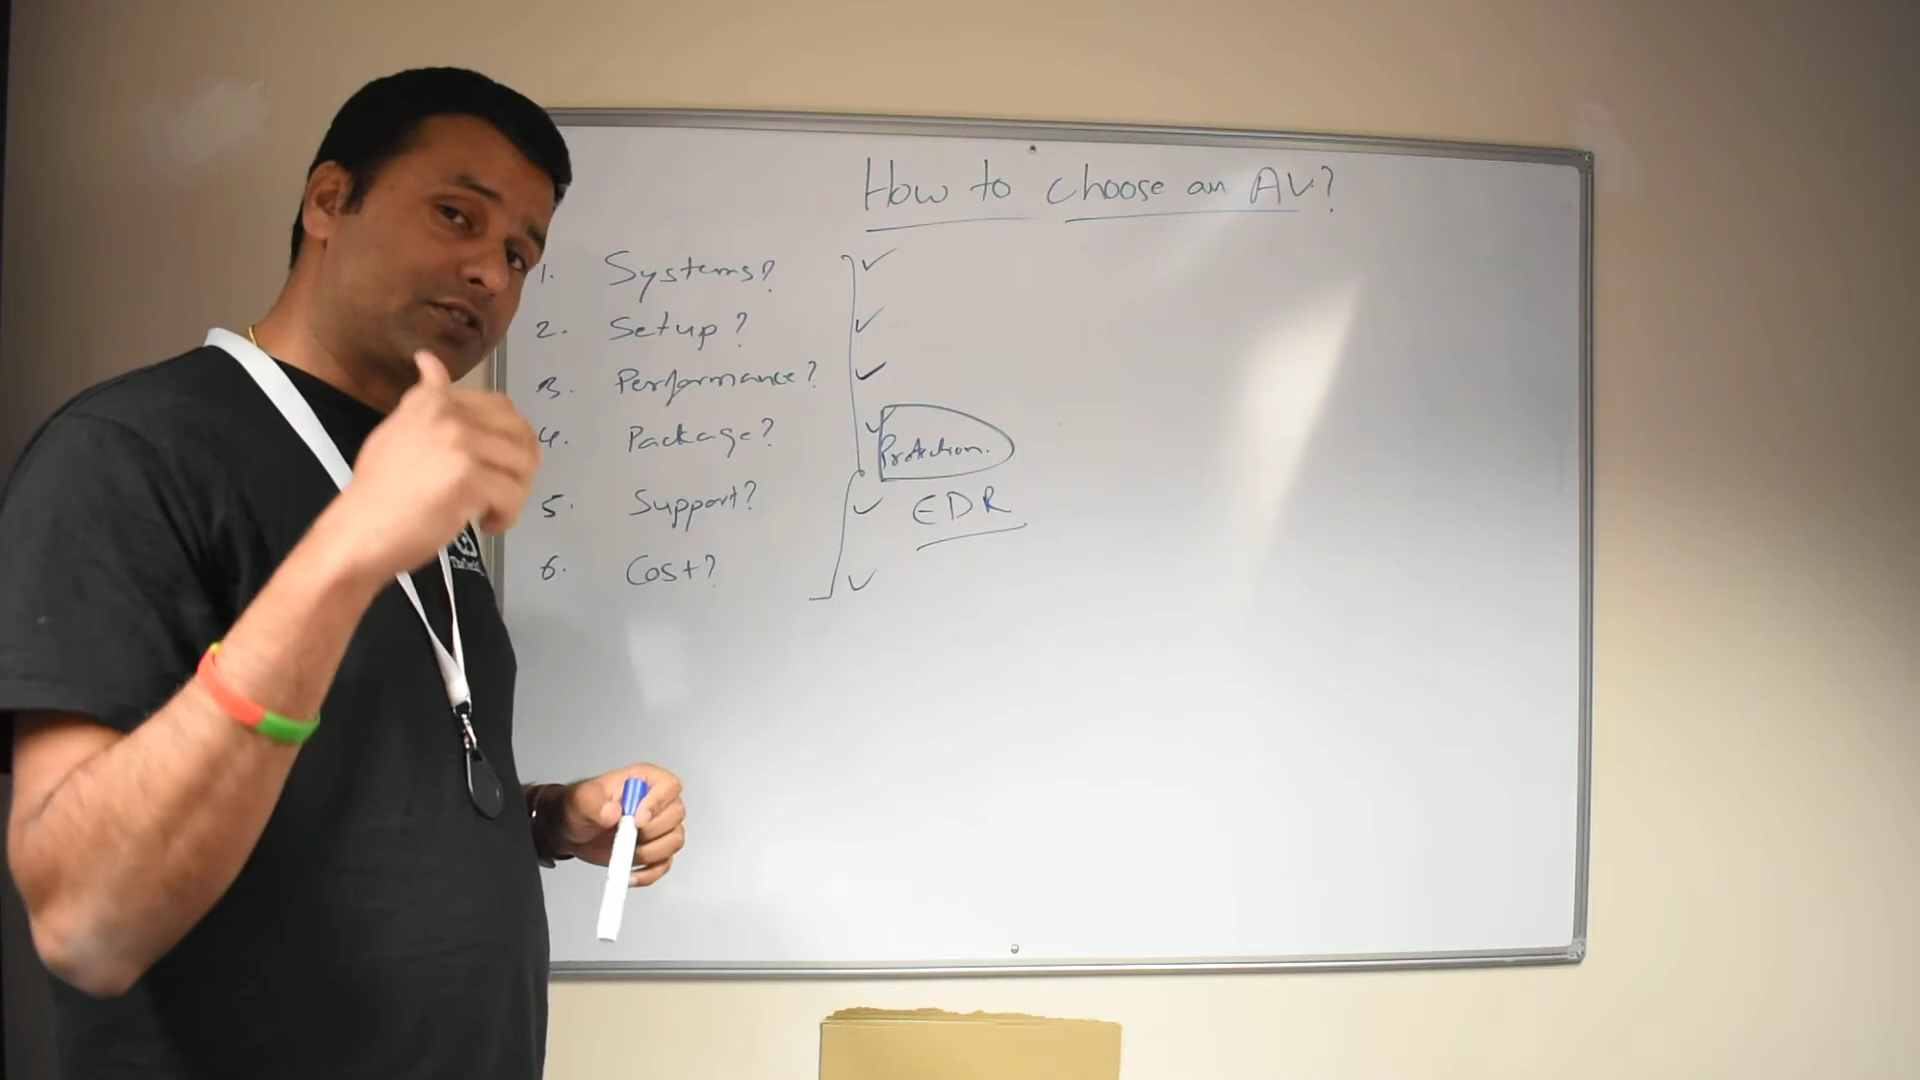 How to choose an AV?
1. Systems?
2. Setup?
3. Performance?
4. Package?
Protection.
5. Support?
EDR
6. Cost?